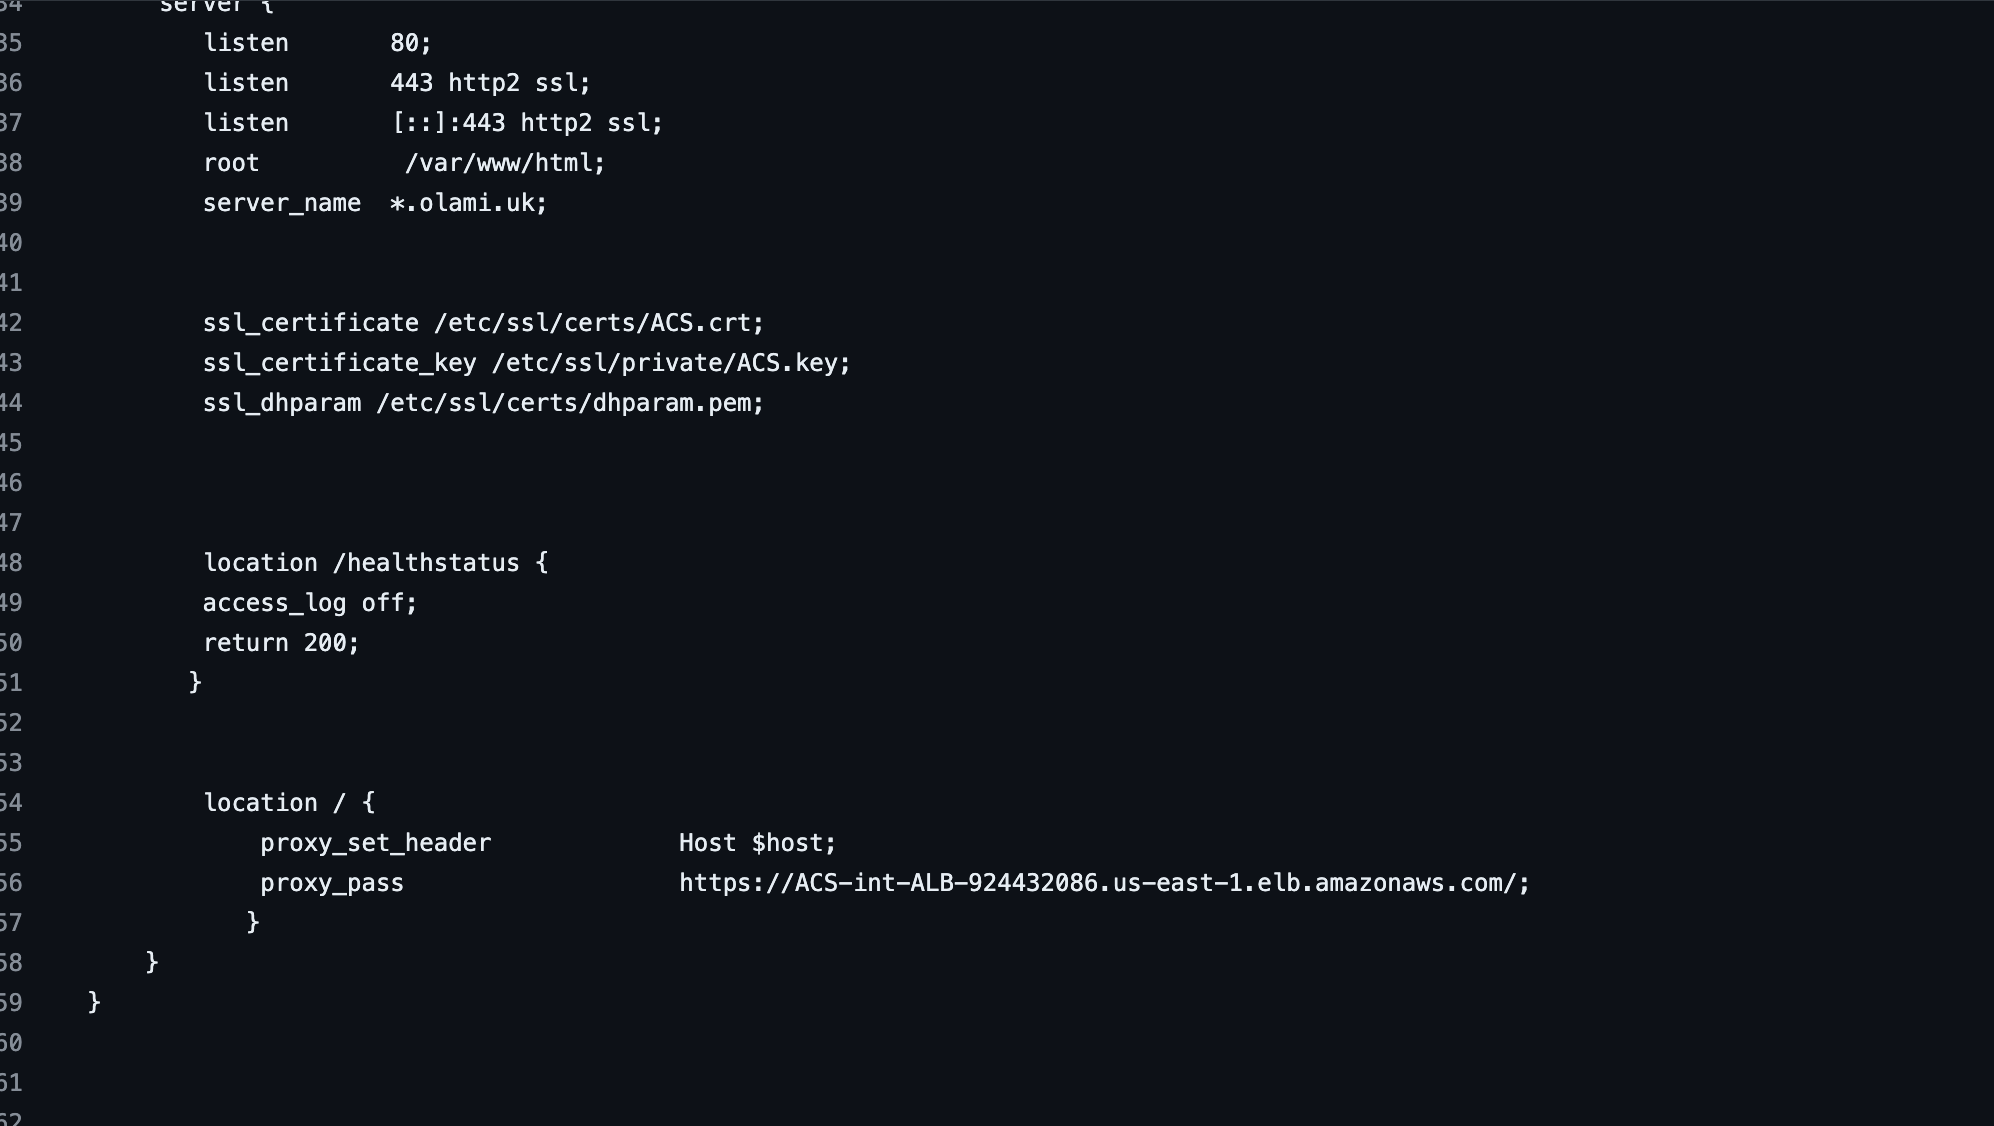 34 server {
35 listen 80;
36 listen 443 http2 ssl;
37 listen [::]:443 http2 ssl;
38 root /var/www/html;
39 server_name *.olami.uk;
40
41
42 ssl_certificate /etc/ssl/certs/ACS.crt;
43 ssl_certificate_key /etc/ssl/private/ACS.key;
44 ssl_dhparam /etc/ssl/certs/dhparam.pem;
45
46
47
48 location /healthstatus {
49 access_log off;
50 return 200;
51 }
52
53
54 location / {
55 proxy_set_header Host $host;
56 proxy_pass https://ACS-int-ALB-924432086.us-east-1.elb.amazonaws.com/;
57 }
58 }
59 }
60
61
62